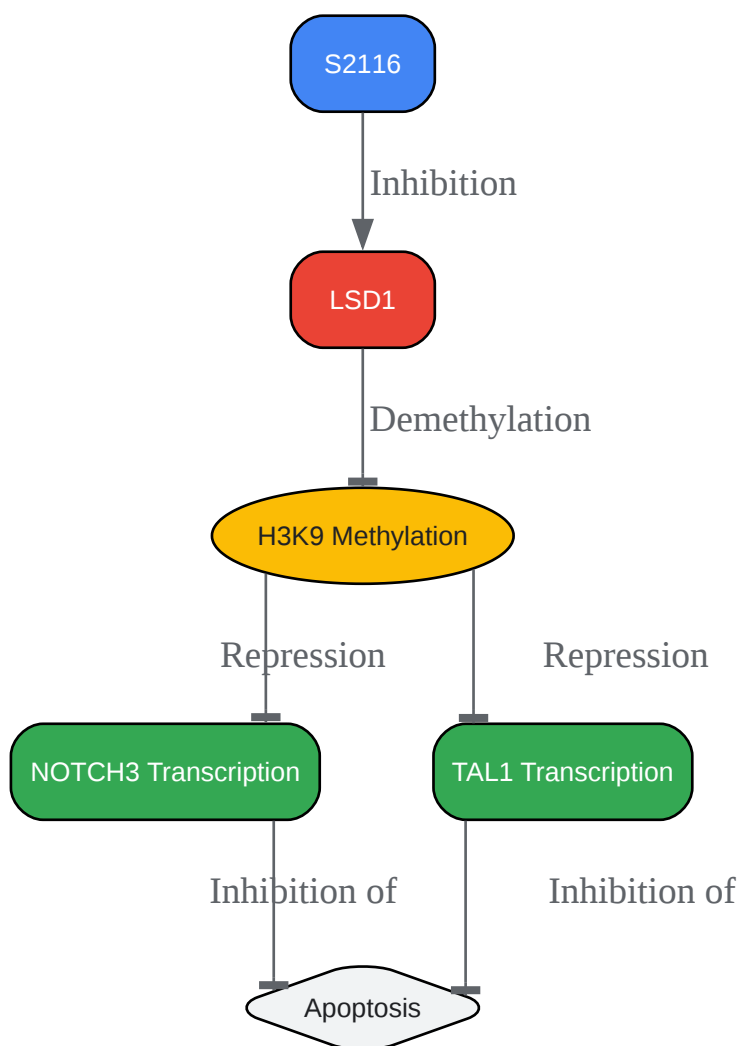 S2116
Inhibition
LSD1
Demethylation
H3K9 Methylation
Repression
Repression
NOTCH3 Transcription
TAL1 Transcription
Inhibition of
Inhibition of
Apoptosis